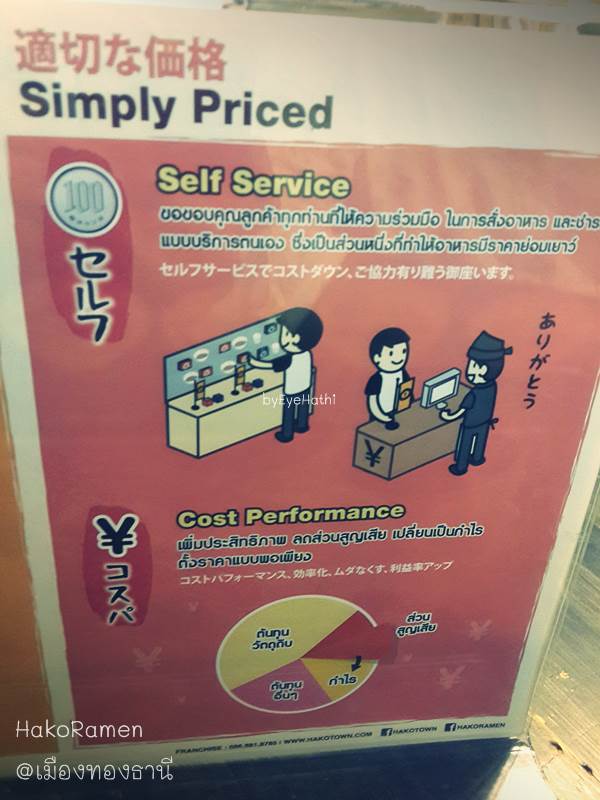 適切な価格
Simply Priced
100
セルフ
Self Service
ขอขอบคุณลูกค้าทุกท่านที่ให้ความร่วมมือ ในการสั่งอาหาร และชำระ
แบบบริการตนเอง ซึ่งเป็นส่วนหนึ่งที่ทำให้อาหารมีราคาย่อมเยาว์
セルフサービスでコストダウン、ご協力有り難う御座います。
ありがとう
byEyeHathi
¥
¥コスパ
Cost Performance
เพิ่มประสิทธิภาพ ลดส่วนสูญเสีย เปลี่ยนเป็นกำไร
ตั้งราคาแบบพอเพียง
コストパフォーマンス、効率化、ムダなくす、利益率アップ
ต้นทุน
วัตถุดิบ
ส่วน
สูญเสีย
กำไร
ต้นทุน
อื่นๆ
HakoRamen
@เมืองทองธานี
FRANCHISE : 086.981.8785 | WWW.HAKOTOWN.COM | HAKOTOWN HAKORAMEN